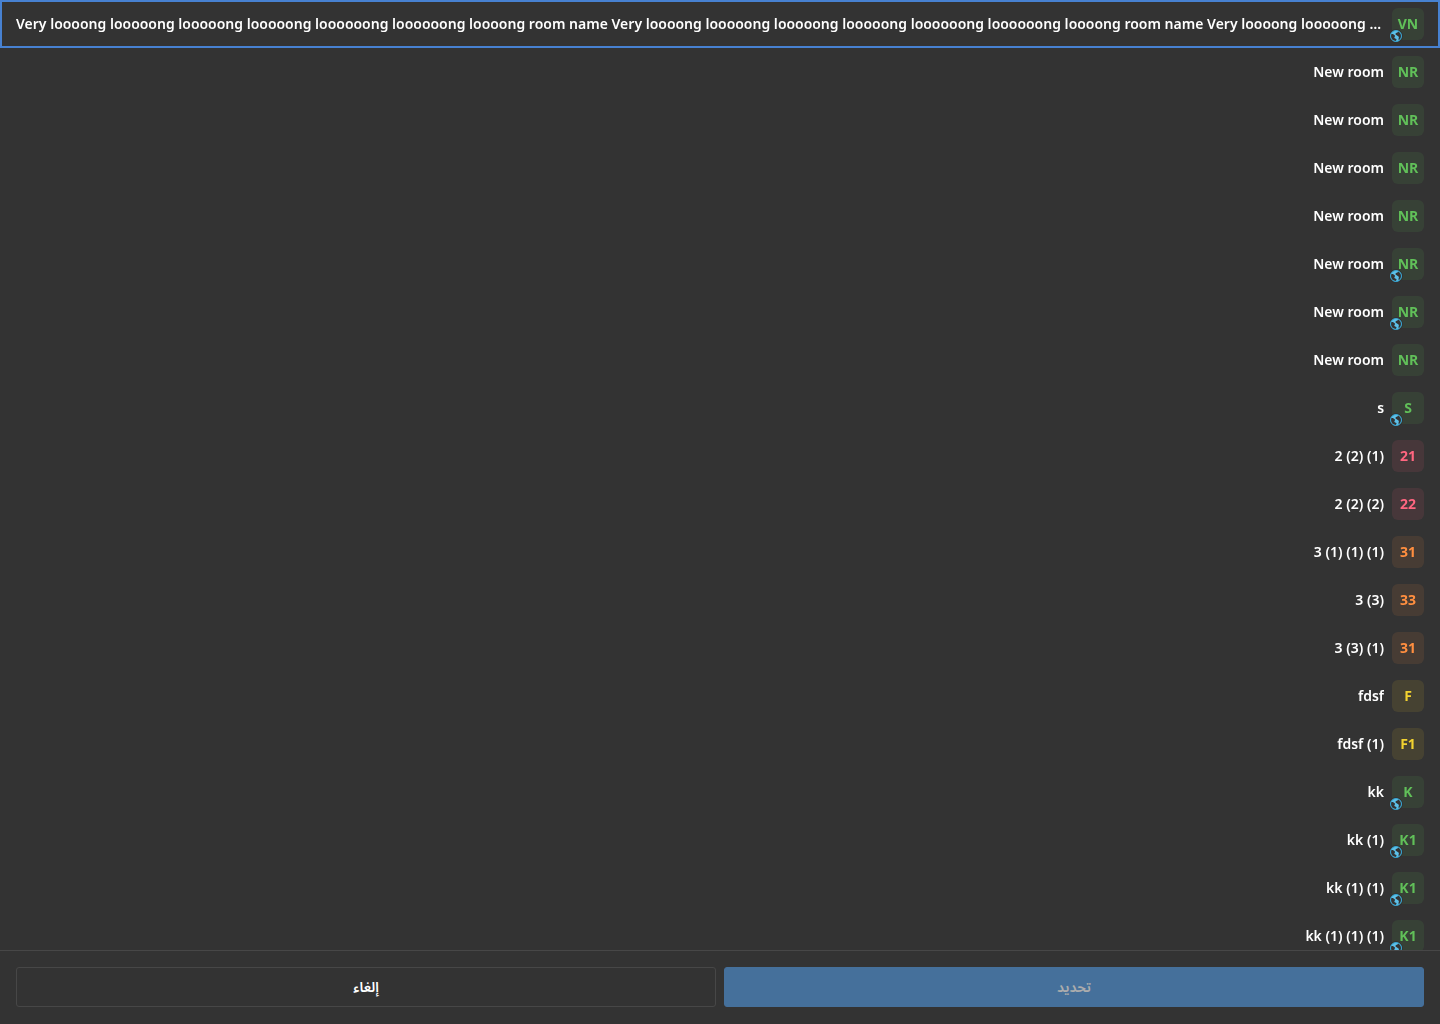 VN Very loooong looooong looooong looooong loooooong loooooong loooong room name Very loooong looooong looooong looooong loooooong loooooong loooong room name Very loooong looooong ...
NR New room
NR New room
NR New room
NR New room
NR New room
NR New room
NR New room
S s
21 2 (2) (1)
22 2 (2) (2)
31 3 (1) (1) (1)
33 3 (3)
31 3 (3) (1)
F fdsf
F1 fdsf (1)
K kk
K1 kk (1)
K1 kk (1) (1)
K1 kk (1) (1) (1)
تحديد
إلغاء